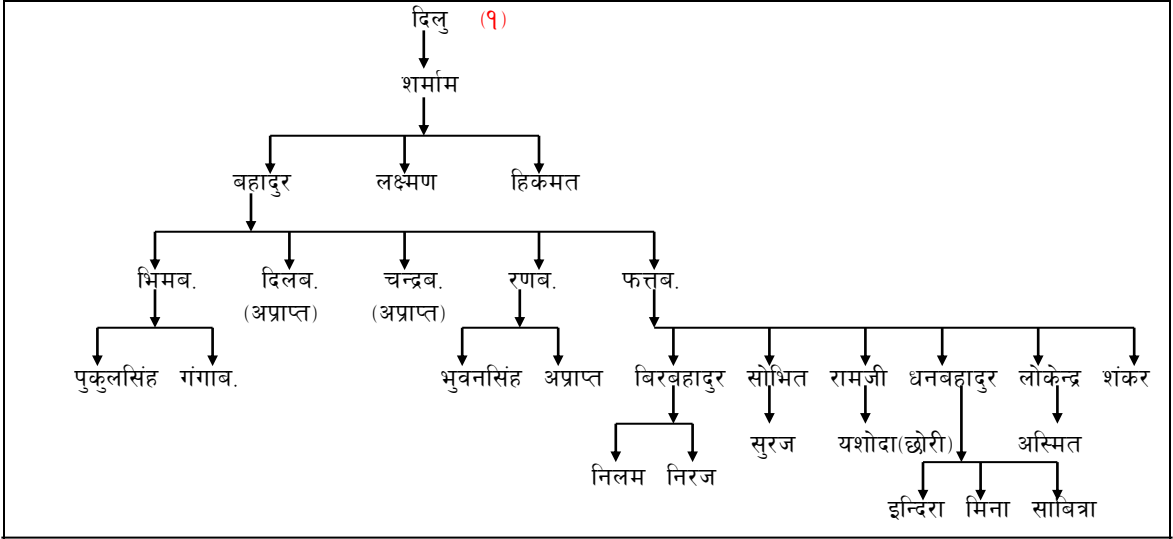 दिलु (१)
शर्माम
बहादुर लक्ष्मण हिकमत
भिमब. दिलब. चन्द्रब. रणब. फत्तब.
(अप्राप्त) (अप्राप्त)
पुकुलसिंह गंगाब. भुवनसिंह अप्राप्त बिरबहादुर सोभित रामजी धनबहादुर लोकेन्द्र शंकर
सुरज यशोदा(छोरी) अस्मित
निलम निरज
इन्दिरा मिना साबित्रा